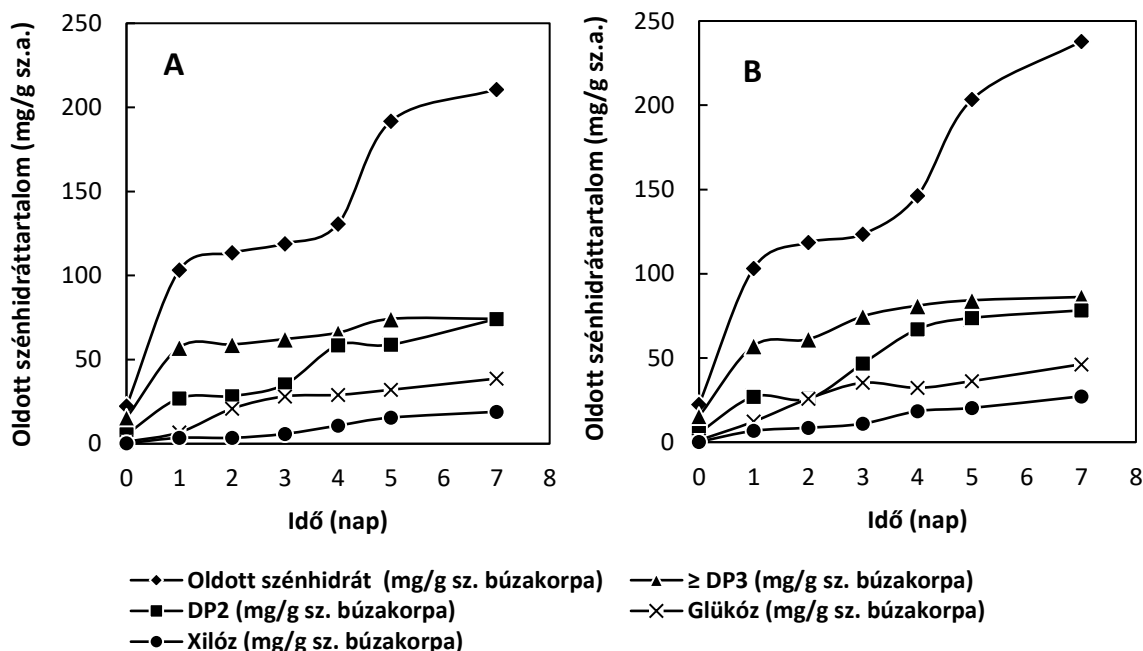 Oldott szénhidráttartalom (mg/g sz.a. búzakorpa)
250
200
150
100
50
0
A
0 1 2 3 4 5 6 7 8
Idő (nap)
Oldott szénhidráttartalom (mg/g sz.a. búzakorpa)
250
200
150
100
50
0
B
0 1 2 3 4 5 6 7 8
Idő (nap)
Oldott szénhidrát (mg/g sz. búzakorpa)
≥ DP3 (mg/g sz. búzakorpa)
DP2 (mg/g sz. búzakorpa)
Glükóz (mg/g sz. búzakorpa)
Xilóz (mg/g sz. búzakorpa)